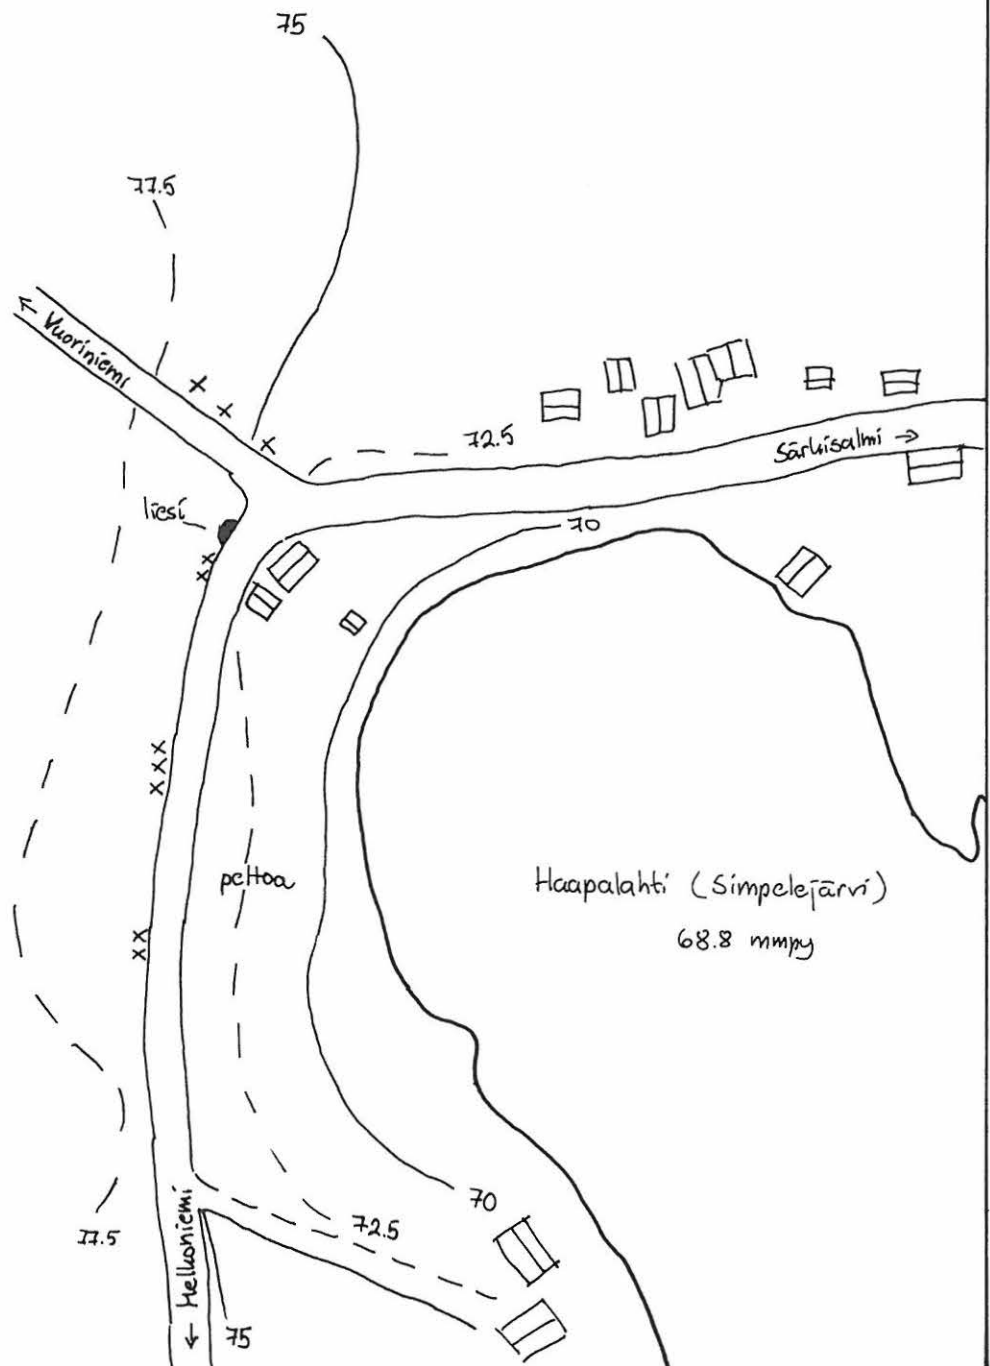 75
77.5
← Vuoriniemi
72.5
Särkisalmi →
liesi
70
peltoa
Haapalahti (Simpelejärvi)
68.8 mmpy
70
72.5
77.5
← Helkoniemi
75